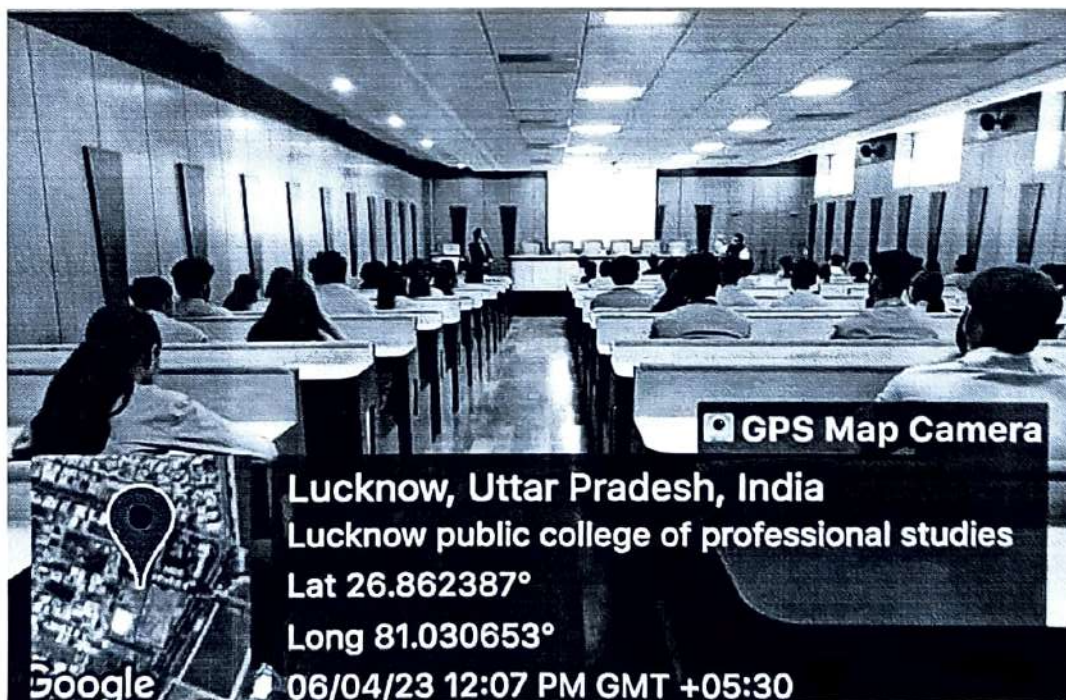 GPS Map Camera
Lucknow, Uttar Pradesh, India
Lucknow public college of professional studies
Lat 26.862387°
Long 81.030653°
06/04/23 12:07 PM GMT +05:30
Google